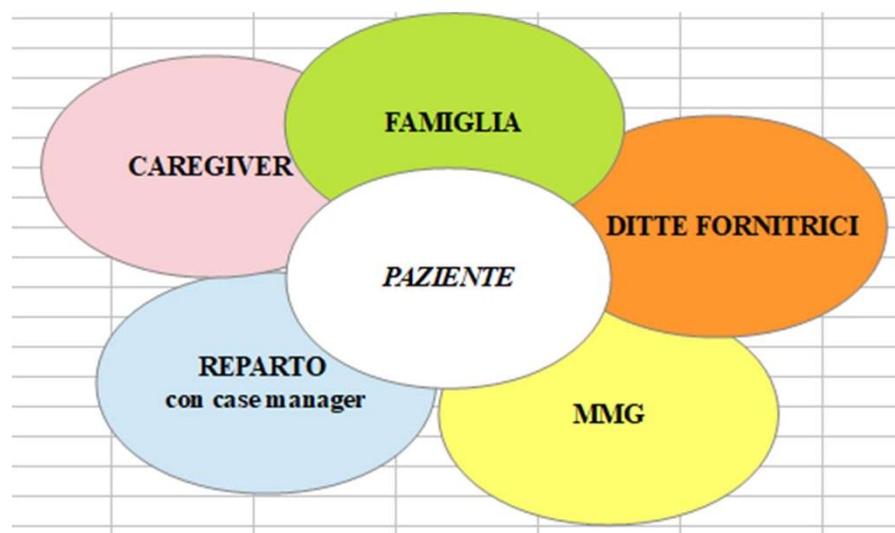 FAMIGLIA
CAREGIVER
DITTE FORNITRICI
PAZIENTE
REPARTO
con case manager
MMG